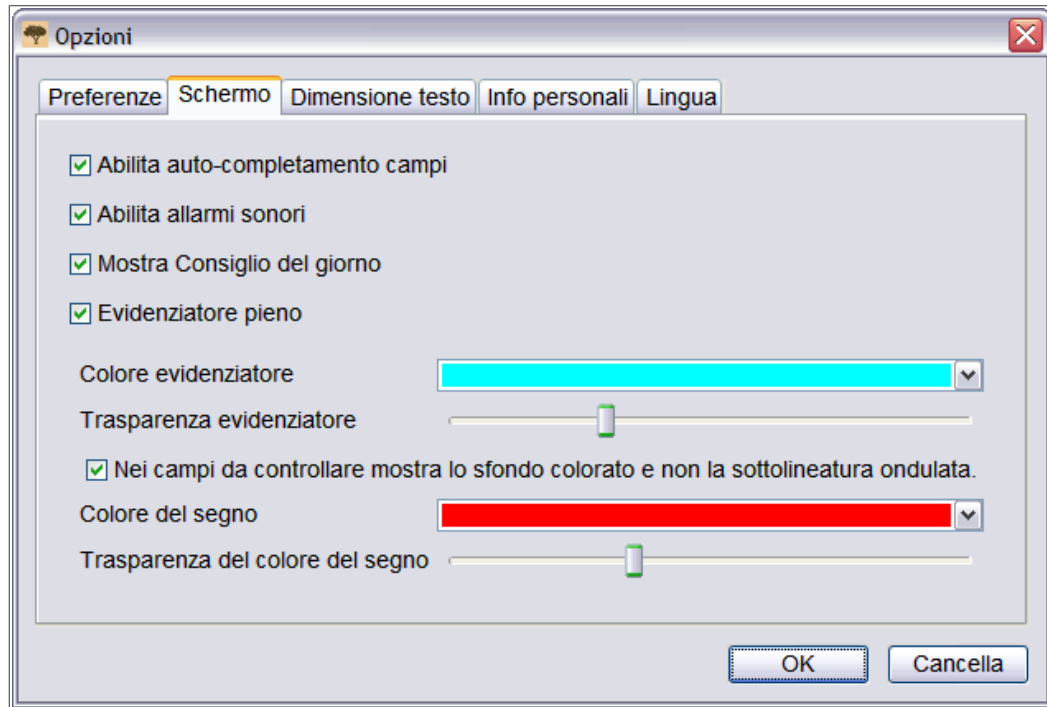 Opzioni
Preferenze Schermo Dimensione testo Info personali Lingua
Abilita auto-completamento campi
Abilita allarmi sonori
Mostra Consiglio del giorno
Evidenziatore pieno
Colore evidenziatore
Trasparenza evidenziatore
Nei campi da controllare mostra lo sfondo colorato e non la sottolineatura ondulata.
Colore del segno
Trasparenza del colore del segno
OK Cancella